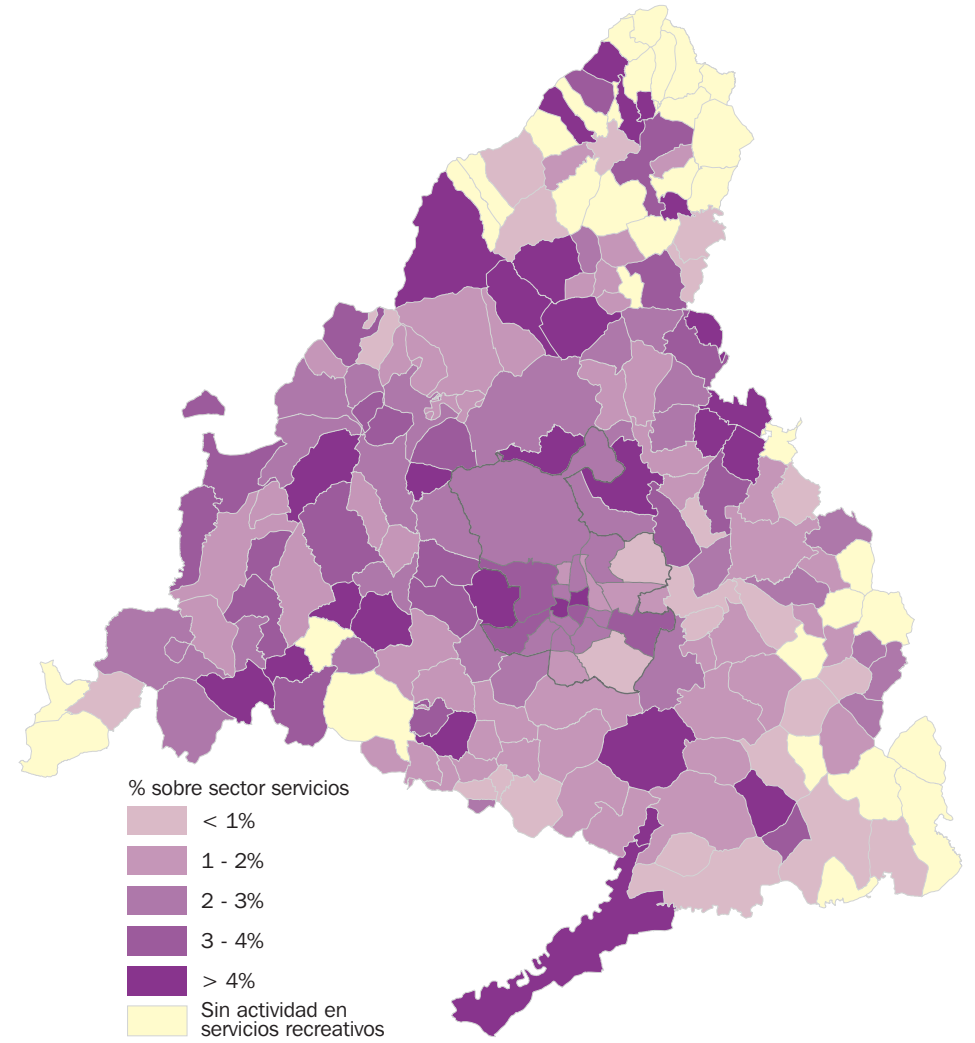 % sobre sector servicios
< 1%
1 - 2%
2 - 3%
3 - 4%
> 4%
Sin actividad en
servicios recreativos